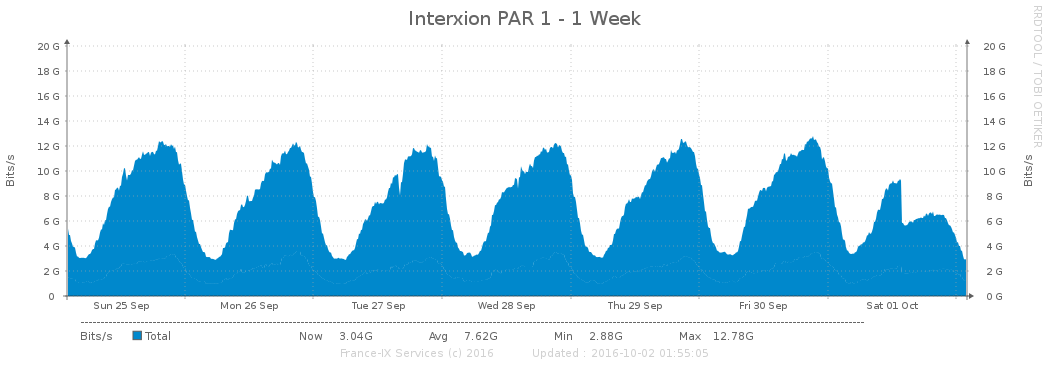 Interxion PAR 1 - 1 Week
RRDTOOL / TOBI OETIKER
Bits/s
Bits/s
20 G 20 G
18 G 18 G
16 G 16 G
14 G 14 G
12 G 12 G
10 G 10 G
8 G 8 G
6 G 6 G
4 G 4 G
2 G 2 G
0 0 G
Sun 25 Sep Mon 26 Sep Tue 27 Sep Wed 28 Sep Thu 29 Sep Fri 30 Sep Sat 01 Oct
Bits/s Total Now 3.04G Avg 7.62G Min 2.88G Max 12.78G
France-IX Services (c) 2016 Updated : 2016-10-02 01:55:05